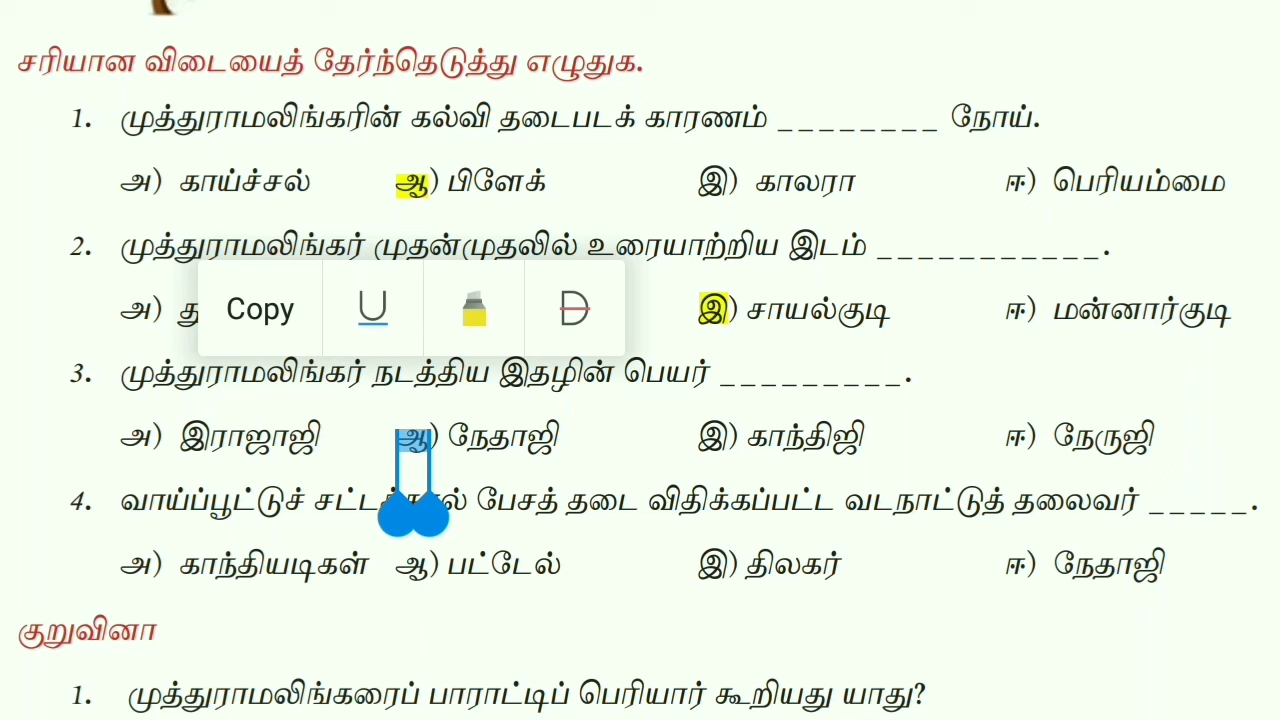 சரியான விடையைத் தேர்ந்தெடுத்து எழுதுக.
1. முத்துராமலிங்கரின் கல்வி தடைபடக் காரணம் ________ நோய்.
அ) காய்ச்சல் ஆ) பிளேக் இ) காலரா ஈ) பெரியம்மை
2. முத்துராமலிங்கர் முதன்முதலில் உரையாற்றிய இடம் ___________.
அ) Copy U D இ) சாயல்குடி ஈ) மன்னார்குடி
3. முத்துராமலிங்கர் நடத்திய இதழின் பெயர் _________.
அ) இராஜாஜி ஆ) நேதாஜி இ) காந்திஜி ஈ) நேருஜி
4. வாய்ப்பூட்டுச் பேசத் தடை விதிக்கப்பட்ட வடநாட்டுத் தலைவர் _____.
அ) காந்தியடிகள் ஆ) பட்டேல் இ) திலகர் ஈ) நேதாஜி
குறுவினா
1. முத்துராமலிங்கரைப் பாராட்டிப் பெரியார் கூறியது யாது?